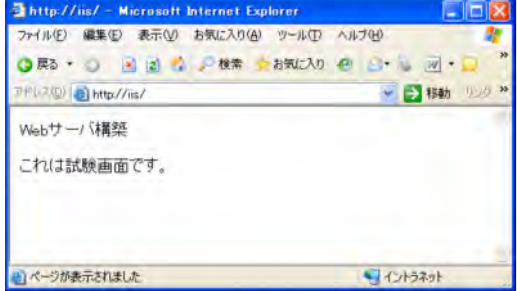 http://iis/ - Microsoft Internet Explorer
ファイル(F) 編集(E) 表示(V) お気に入り(A) ツール(T) ヘルプ(H)
戻る 検索 お気に入り »
アドレス(D) http://iis/ 移動 リンク »
Webサーバ構築
これは試験画面です。
ページが表示されました イントラネット